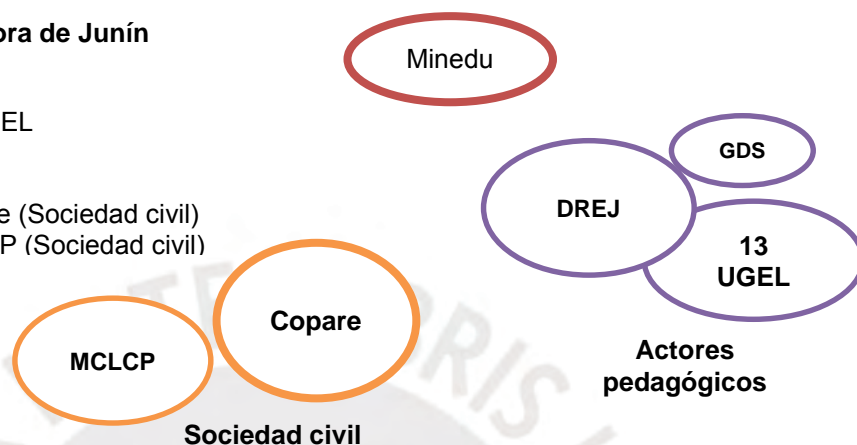 ora de Junín
Minedu
EL
GDS
e (Sociedad civil)
P (Sociedad civil)
DREJ
13
UGEL
Copare
MCLCP
Actores
pedagógicos
Sociedad civil